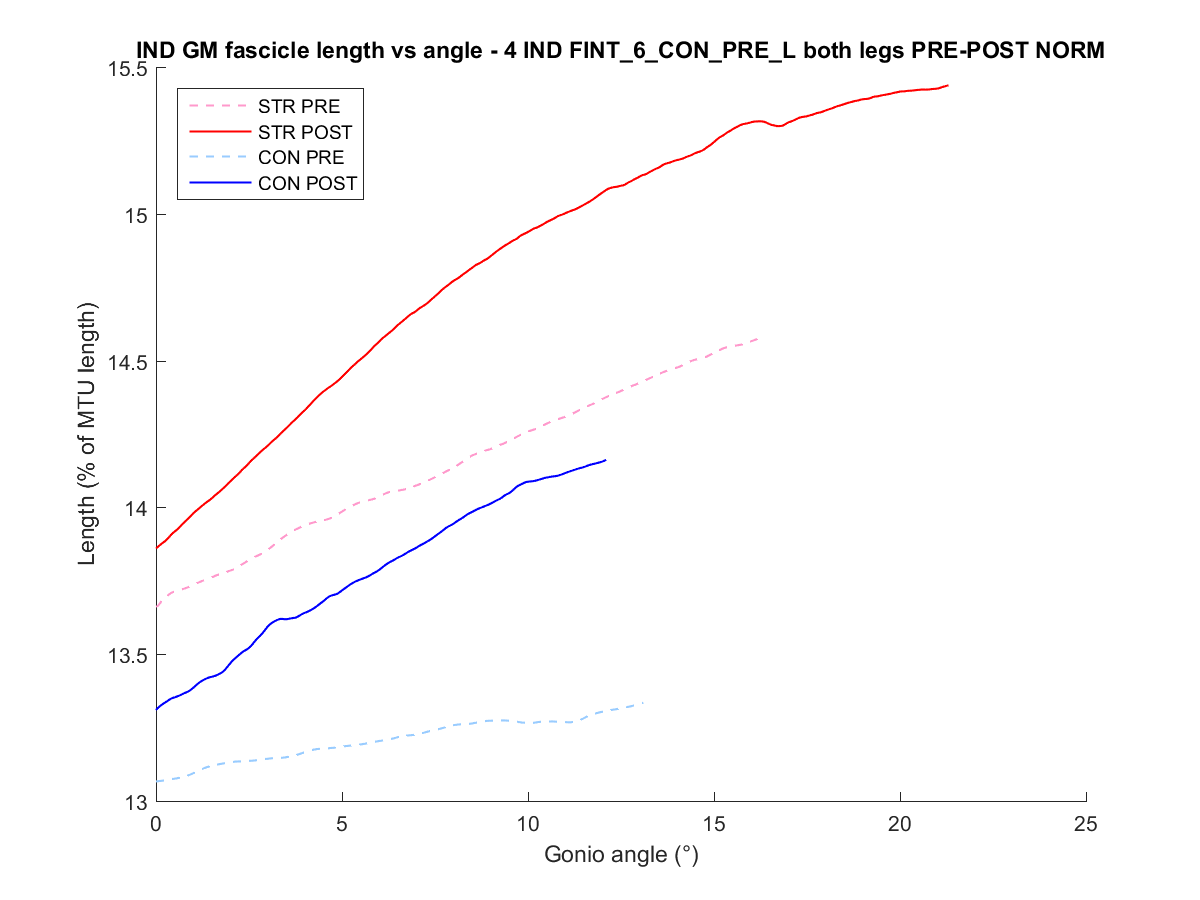 IND GM fascicle length vs angle - 4 IND FINT_6_CON_PRE_L both legs PRE-POST NORM
STR PRE
STR POST
CON PRE
CON POST
Length (% of MTU length)
15.5
15
14.5
14
13.5
13
0 5 10 15 20 25
Gonio angle (°)